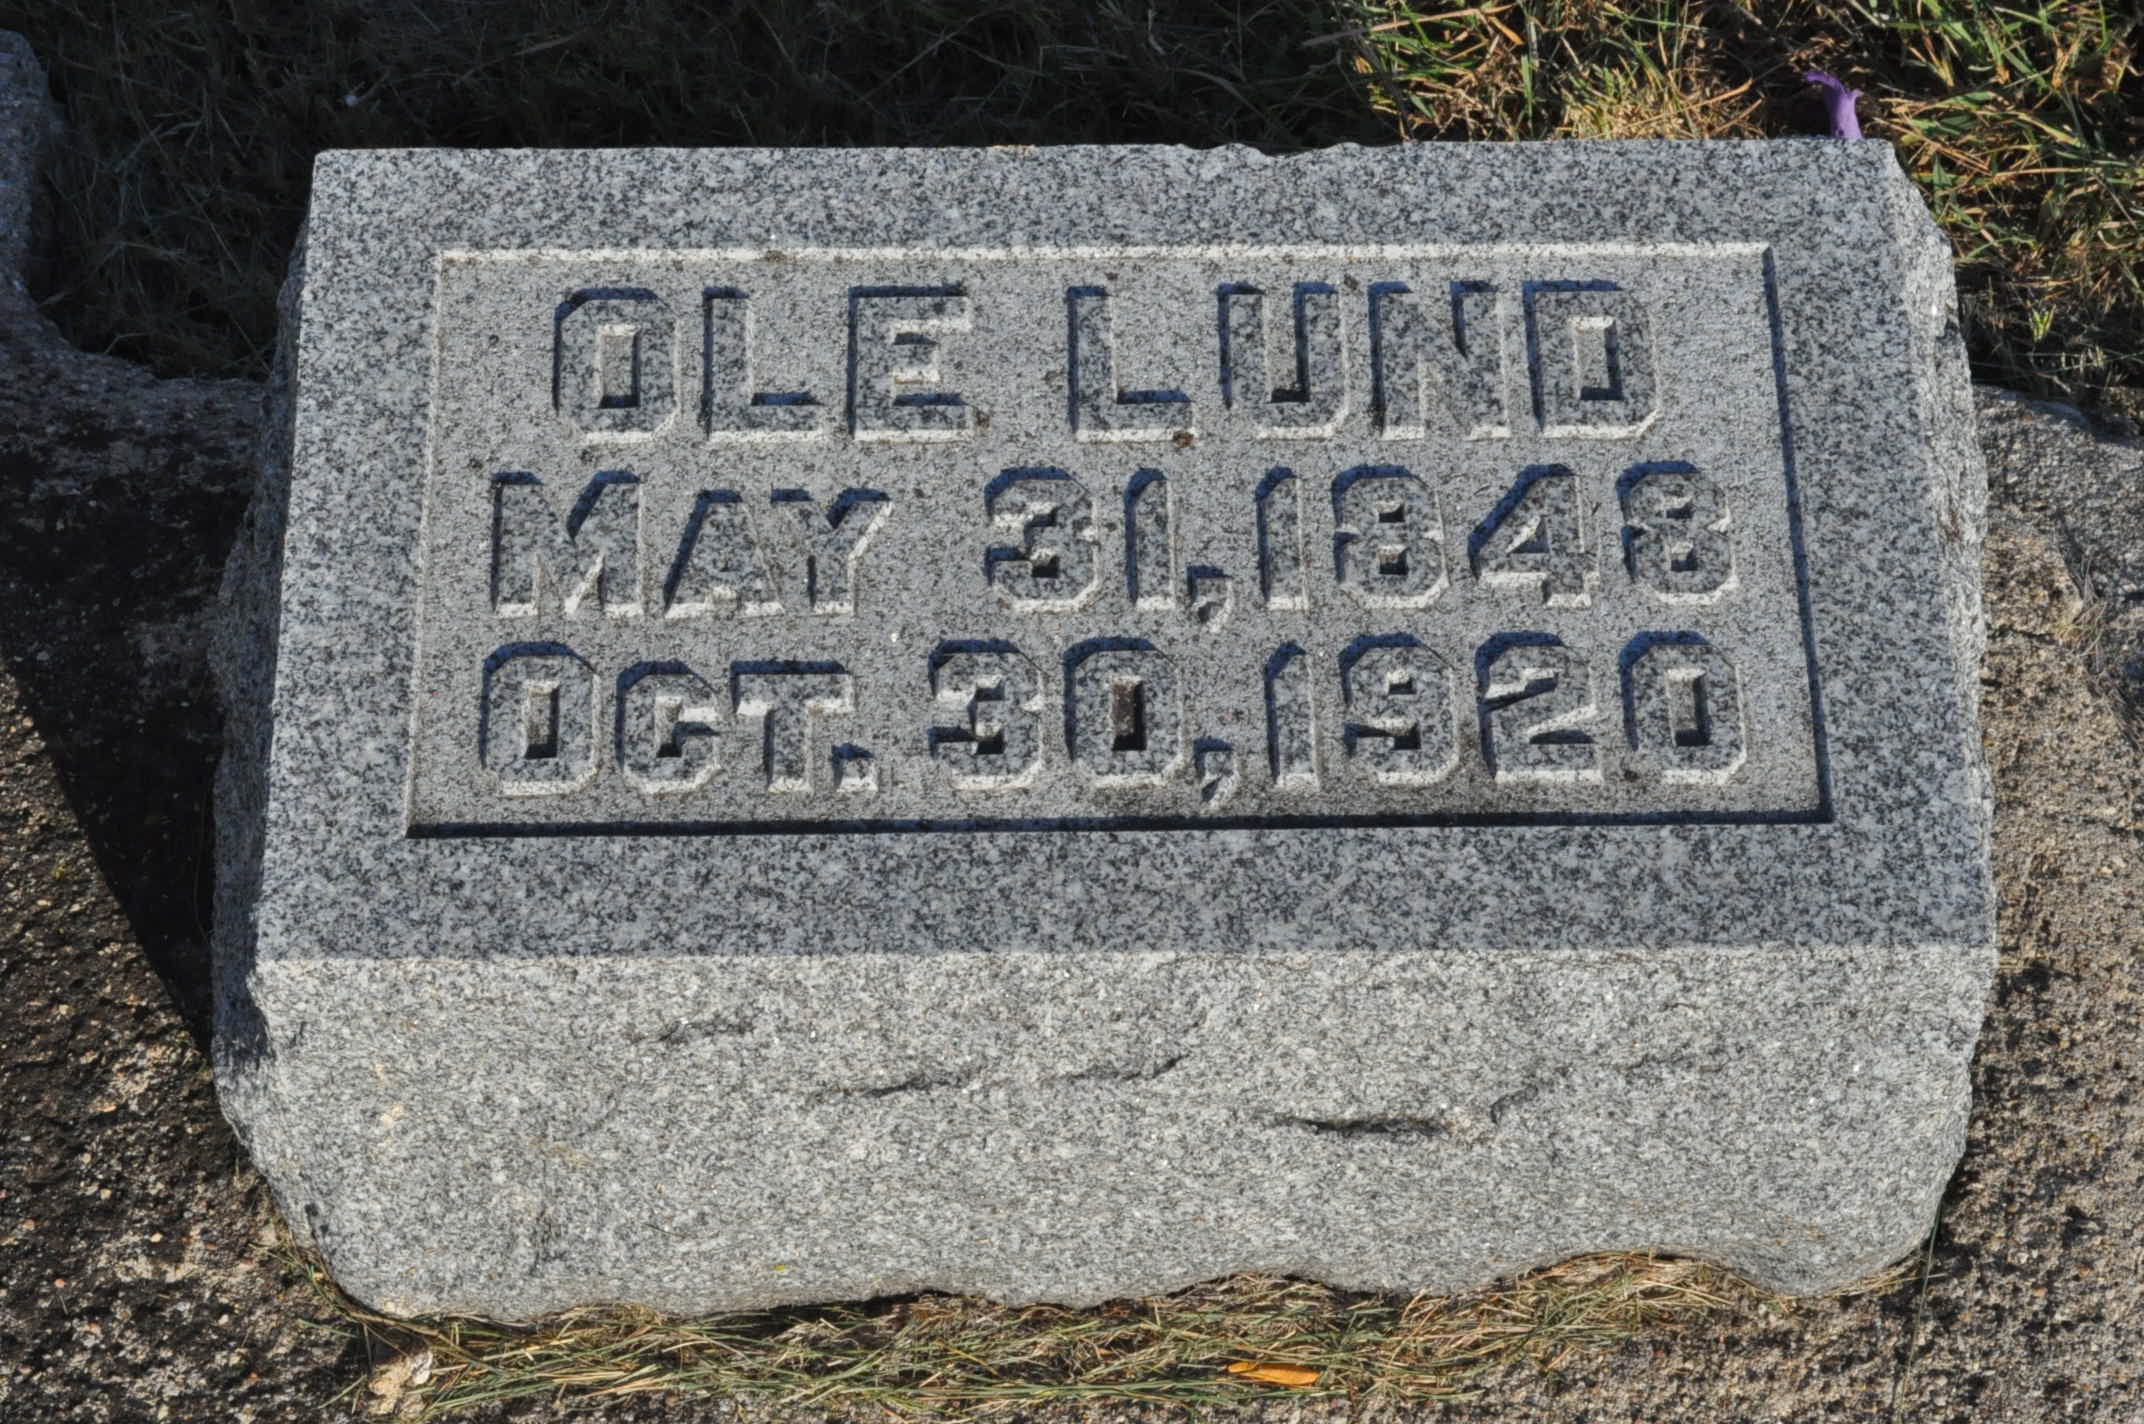 OLE LUND
MAY 31, 1848
OCT. 30, 1920